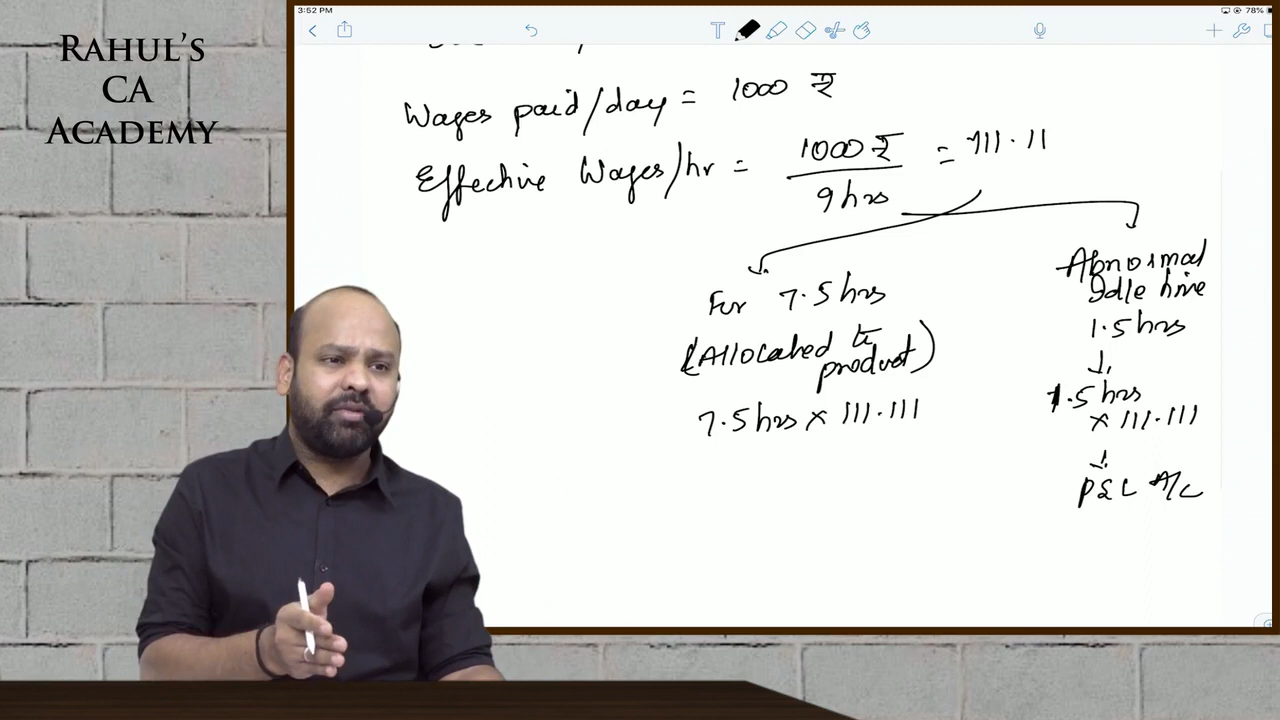 RAHUL'S
CA
ACADEMY
3:52 PM
78%
T
Wages paid/day = 1000 ₹
Effective Wages/hr = 1000 ₹ / 9 hrs = 111.11
For 7.5 hrs
(Allocated to
product)
7.5 hrs × 111.111
Abnormal
Idle time
1.5 hrs
1.5 hrs
× 111.111
P&L A/C